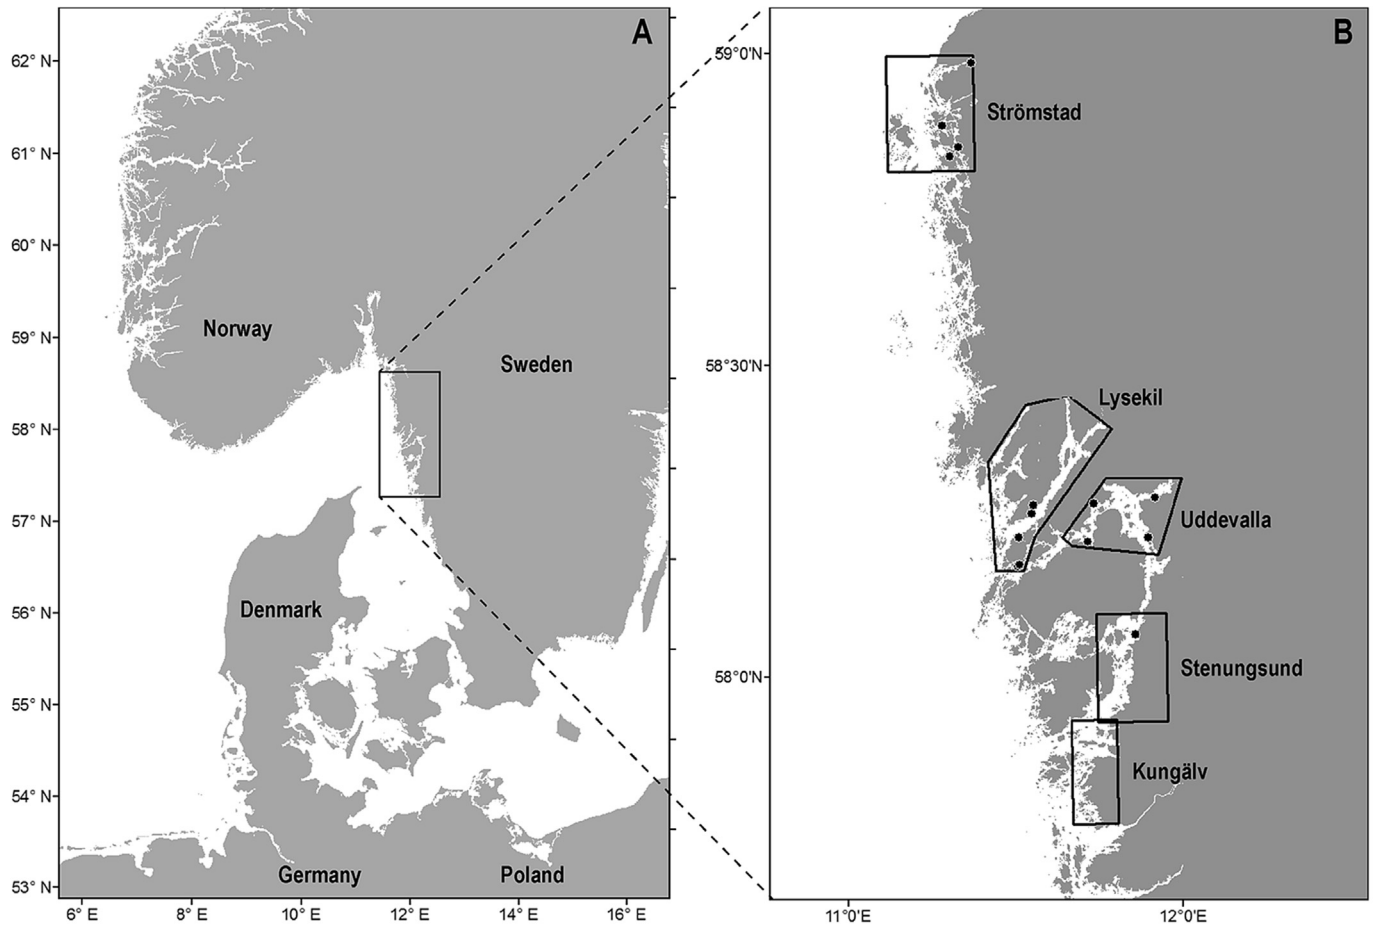 A
62° N
61° N
60° N
59° N
58° N
57° N
56° N
55° N
54° N
53° N
Norway
Sweden
Denmark
Germany
Poland
6° E
8° E
10° E
12° E
14° E
16° E
B
59°0'N
58°30'N
58°0'N
Strömstad
Lysekil
Uddevalla
Stenungsund
Kungälv
11°0'E
12°0'E